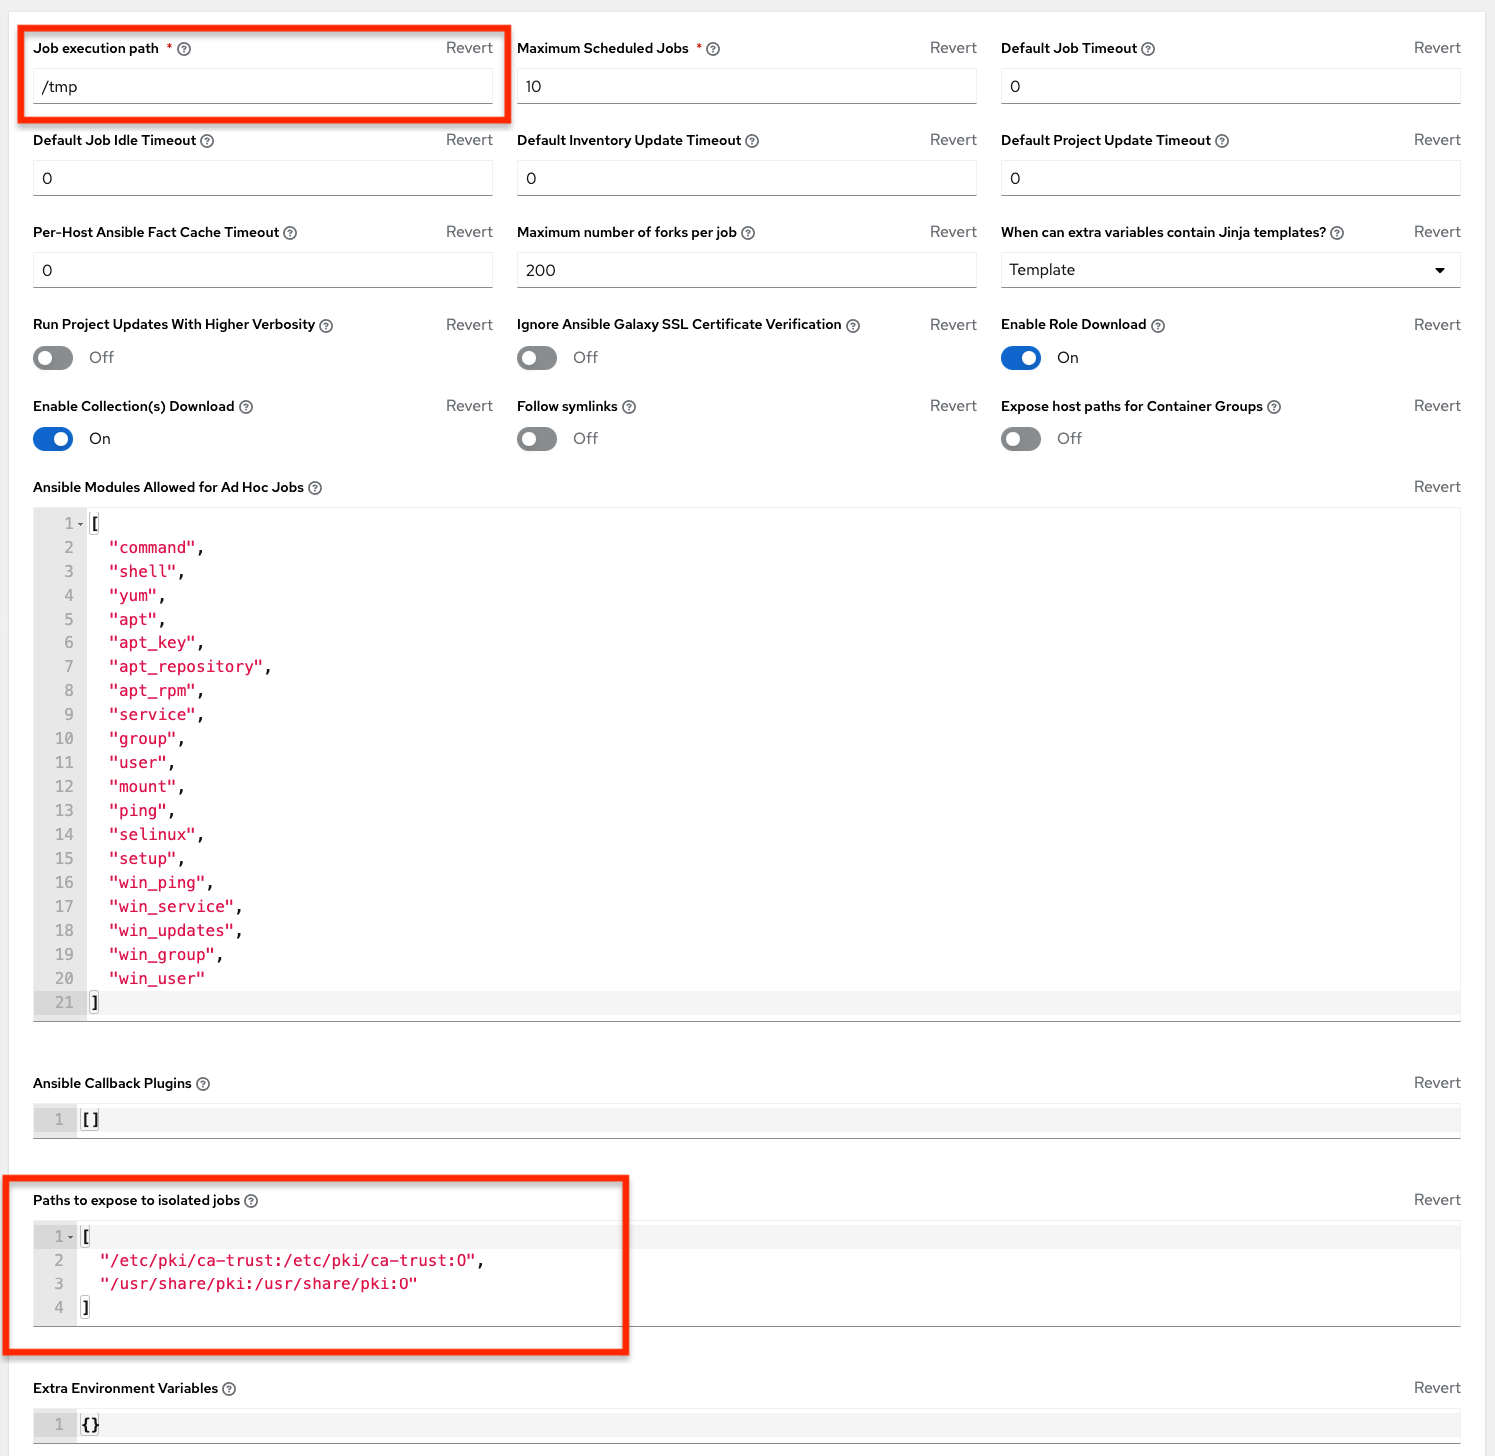 Job execution path * Revert
/tmp
Maximum Scheduled Jobs * Revert
10
Default Job Timeout Revert
0
Default Job Idle Timeout Revert
0
Default Inventory Update Timeout Revert
0
Default Project Update Timeout Revert
0
Per-Host Ansible Fact Cache Timeout Revert
0
Maximum number of forks per job Revert
200
When can extra variables contain Jinja templates? Revert
Template
Run Project Updates With Higher Verbosity Revert
Off
Ignore Ansible Galaxy SSL Certificate Verification Revert
Off
Enable Role Download Revert
On
Enable Collection(s) Download Revert
On
Follow symlinks Revert
Off
Expose host paths for Container Groups Revert
Off
Ansible Modules Allowed for Ad Hoc Jobs Revert
1 [
2 "command",
3 "shell",
4 "yum",
5 "apt",
6 "apt_key",
7 "apt_repository",
8 "apt_rpm",
9 "service",
10 "group",
11 "user",
12 "mount",
13 "ping",
14 "selinux",
15 "setup",
16 "win_ping",
17 "win_service",
18 "win_updates",
19 "win_group",
20 "win_user"
21 ]
Ansible Callback Plugins Revert
1 []
Paths to expose to isolated jobs Revert
1 [
2 "/etc/pki/ca-trust:/etc/pki/ca-trust:O",
3 "/usr/share/pki:/usr/share/pki:O"
4 ]
Extra Environment Variables Revert
1 {}